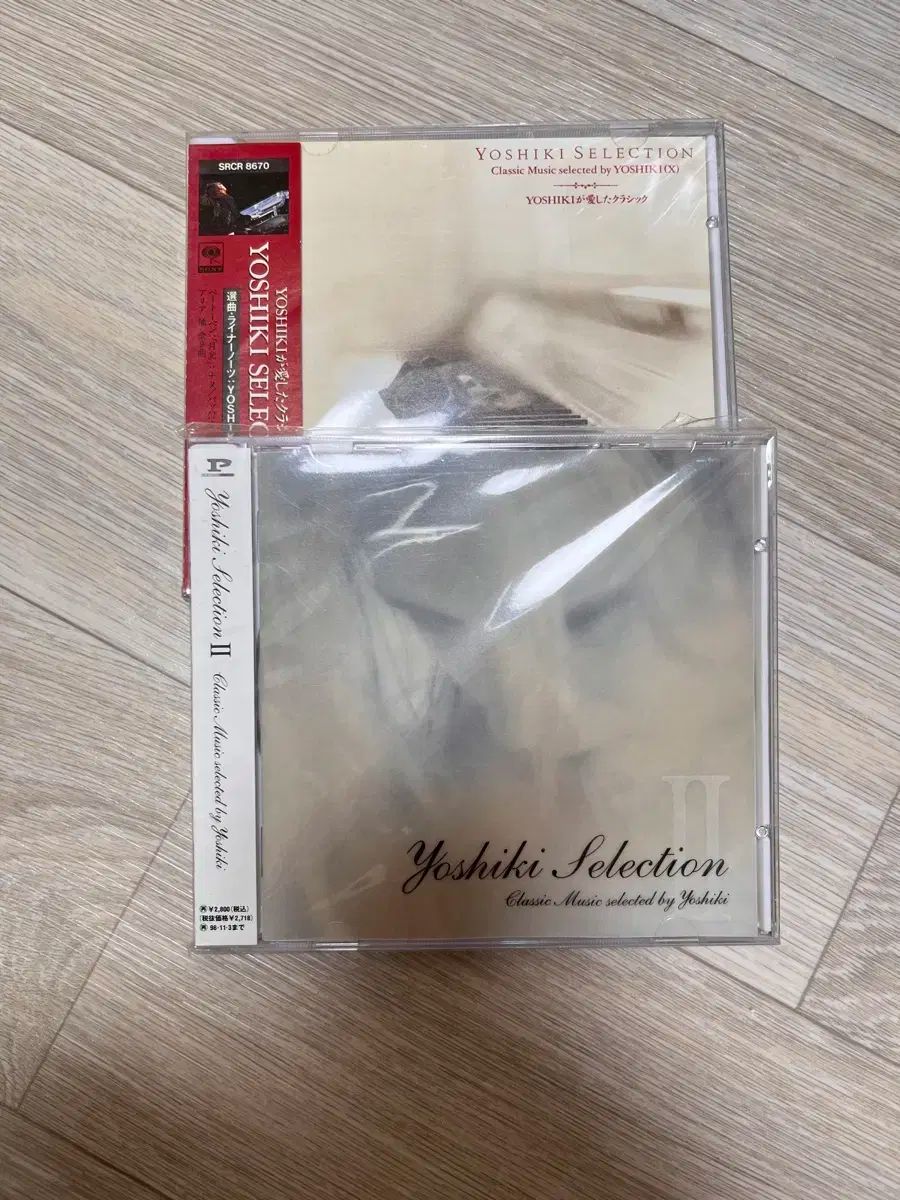 SRCR 8670
SONY
YOSHIKIが愛したクラシ
YOSHIKI SELEC
選曲・ライナーノーツ:YOSHI
YOSHIKI SELECTION
Classic Music selected by YOSHIKI(X)
YOSHIKIが愛したクラシック
P
Yoshiki Selection II Classic Music selected by Yoshiki
¥2,800(税込)
(税抜価格¥2,718)
96·11·3まで
II
Yoshiki Selection
Classic Music selected by Yoshiki